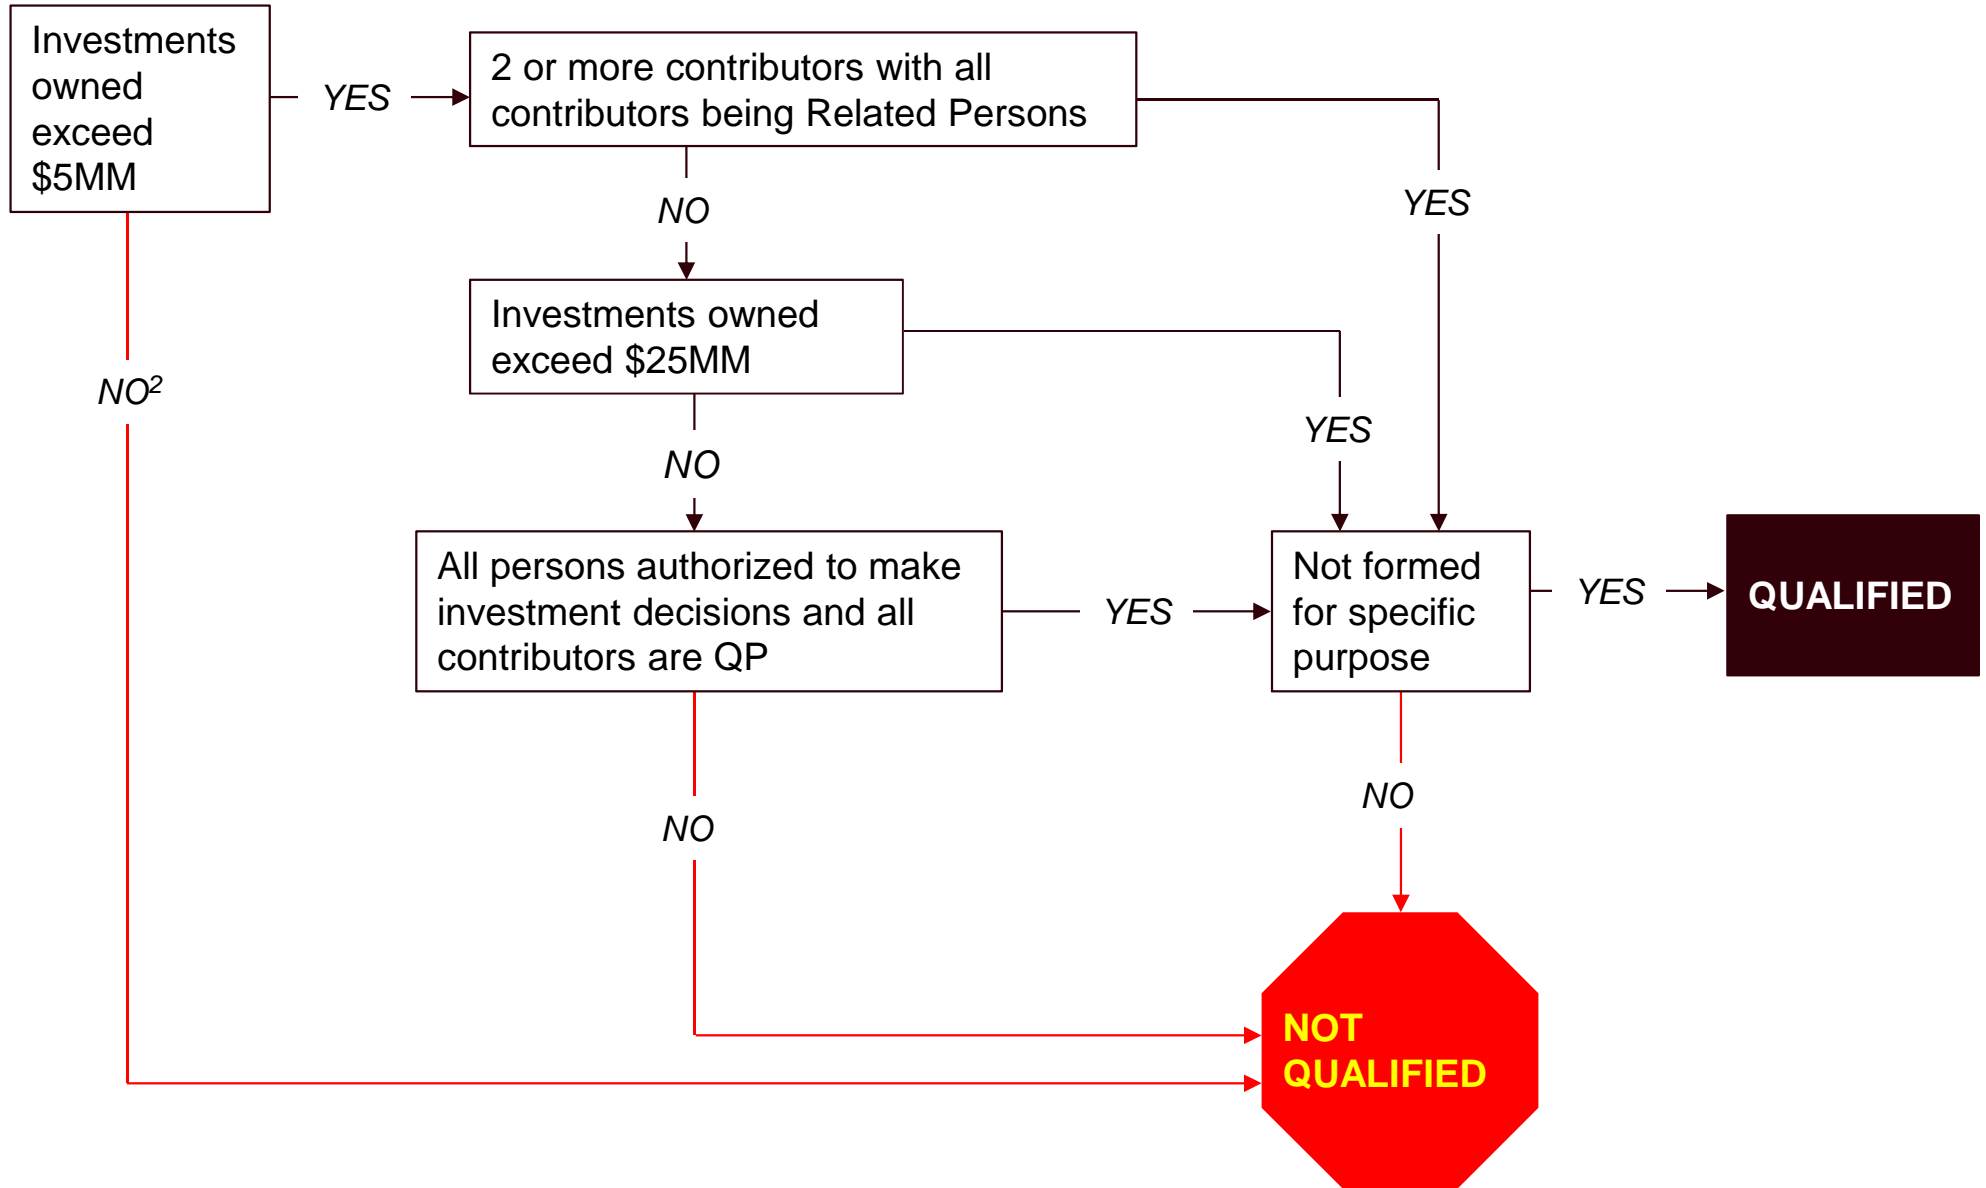 Investments
owned
exceed
$5MM
YES
2 or more contributors with all
contributors being Related Persons
NO
YES
Investments owned
exceed $25MM
NO²
YES
NO
All persons authorized to make
investment decisions and all
contributors are QP
YES
Not formed
for specific
purpose
YES
QUALIFIED
NO
NO
NOT
QUALIFIED